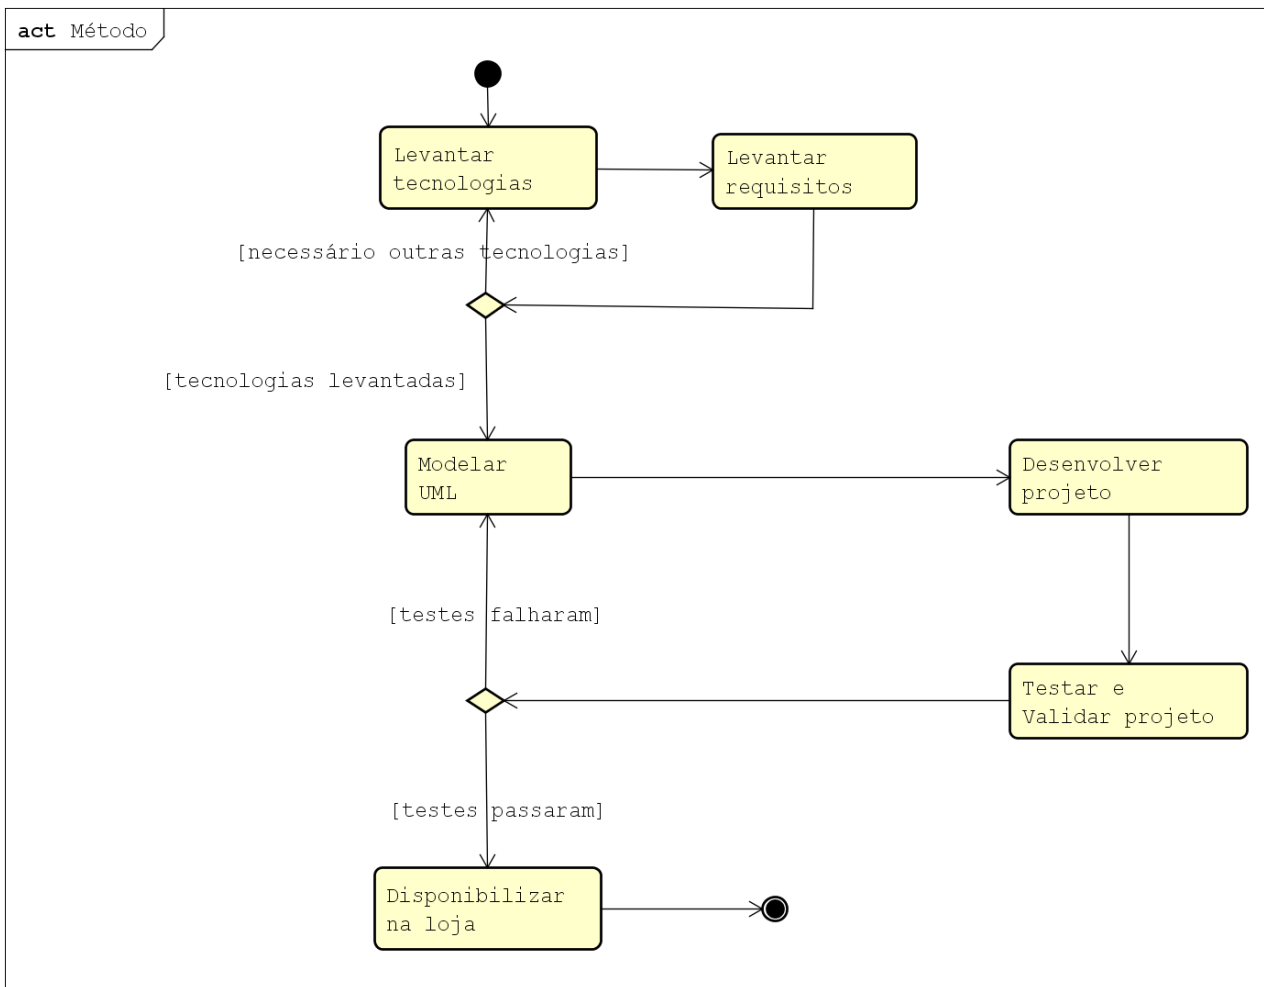 act Método
Levantar
tecnologias
Levantar
requisitos
[necessário outras tecnologias]
[tecnologias levantadas]
Modelar
UML
Desenvolver
projeto
[testes falharam]
Testar e
Validar projeto
[testes passaram]
Disponibilizar
na loja